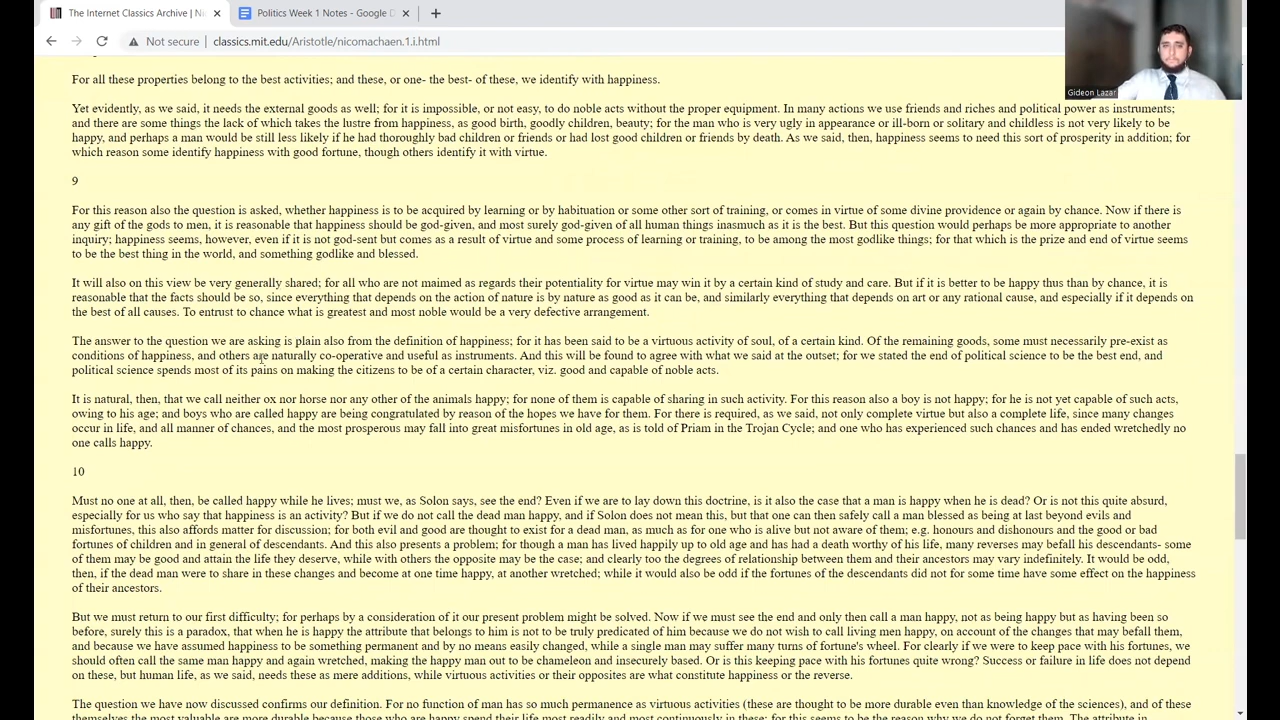 The Internet Classics Archive | Ni
Politics Week 1 Notes - Google D
Not secure
classics.mit.edu/Aristotle/nicomachaen.1.i.html
Gideon Lazar
For all these properties belong to the best activities; and these, or one- the best- of these, we identify with happiness.
Yet evidently, as we said, it needs the external goods as well; for it is impossible, or not easy, to do noble acts without the proper equipment. In many actions we use friends and riches and political power as instruments;
and there are some things the lack of which takes the lustre from happiness, as good birth, goodly children, beauty; for the man who is very ugly in appearance or ill-born or solitary and childless is not very likely to be
happy, and perhaps a man would be still less likely if he had thoroughly bad children or friends or had lost good children or friends by death. As we said, then, happiness seems to need this sort of prosperity in addition; for
which reason some identify happiness with good fortune, though others identify it with virtue.
9
For this reason also the question is asked, whether happiness is to be acquired by learning or by habituation or some other sort of training, or comes in virtue of some divine providence or again by chance. Now if there is
any gift of the gods to men, it is reasonable that happiness should be god-given, and most surely god-given of all human things inasmuch as it is the best. But this question would perhaps be more appropriate to another
inquiry; happiness seems, however, even if it is not god-sent but comes as a result of virtue and some process of learning or training, to be among the most godlike things; for that which is the prize and end of virtue seems
to be the best thing in the world, and something godlike and blessed.
It will also on this view be very generally shared; for all who are not maimed as regards their potentiality for virtue may win it by a certain kind of study and care. But if it is better to be happy thus than by chance, it is
reasonable that the facts should be so, since everything that depends on the action of nature is by nature as good as it can be, and similarly everything that depends on art or any rational cause, and especially if it depends on
the best of all causes. To entrust to chance what is greatest and most noble would be a very defective arrangement.
The answer to the question we are asking is plain also from the definition of happiness; for it has been said to be a virtuous activity of soul, of a certain kind. Of the remaining goods, some must necessarily pre-exist as
conditions of happiness, and others are naturally co-operative and useful as instruments. And this will be found to agree with what we said at the outset; for we stated the end of political science to be the best end, and
political science spends most of its pains on making the citizens to be of a certain character, viz. good and capable of noble acts.
It is natural, then, that we call neither ox nor horse nor any other of the animals happy; for none of them is capable of sharing in such activity. For this reason also a boy is not happy; for he is not yet capable of such acts,
owing to his age; and boys who are called happy are being congratulated by reason of the hopes we have for them. For there is required, as we said, not only complete virtue but also a complete life, since many changes
occur in life, and all manner of chances, and the most prosperous may fall into great misfortunes in old age, as is told of Priam in the Trojan Cycle; and one who has experienced such chances and has ended wretchedly no
one calls happy.
10
Must no one at all, then, be called happy while he lives; must we, as Solon says, see the end? Even if we are to lay down this doctrine, is it also the case that a man is happy when he is dead? Or is not this quite absurd,
especially for us who say that happiness is an activity? But if we do not call the dead man happy, and if Solon does not mean this, but that one can then safely call a man blessed as being at last beyond evils and
misfortunes, this also affords matter for discussion; for both evil and good are thought to exist for a dead man, as much as for one who is alive but not aware of them; e.g. honours and dishonours and the good or bad
fortunes of children and in general of descendants. And this also presents a problem; for though a man has lived happily up to old age and has had a death worthy of his life, many reverses may befall his descendants- some
of them may be good and attain the life they deserve, while with others the opposite may be the case; and clearly too the degrees of relationship between them and their ancestors may vary indefinitely. It would be odd,
then, if the dead man were to share in these changes and become at one time happy, at another wretched; while it would also be odd if the fortunes of the descendants did not for some time have some effect on the happiness
of their ancestors.
But we must return to our first difficulty; for perhaps by a consideration of it our present problem might be solved. Now if we must see the end and only then call a man happy, not as being happy but as having been so
before, surely this is a paradox, that when he is happy the attribute that belongs to him is not to be truly predicated of him because we do not wish to call living men happy, on account of the changes that may befall them,
and because we have assumed happiness to be something permanent and by no means easily changed, while a single man may suffer many turns of fortune's wheel. For clearly if we were to keep pace with his fortunes, we
should often call the same man happy and again wretched, making the happy man out to be chameleon and insecurely based. Or is this keeping pace with his fortunes quite wrong? Success or failure in life does not depend
on these, but human life, as we said, needs these as mere additions, while virtuous activities or their opposites are what constitute happiness or the reverse.
The question we have now discussed confirms our definition. For no function of man has so much permanence as virtuous activities (these are thought to be more durable even than knowledge of the sciences), and of these
themselves the most valuable are more durable because those who are happy spend their life most readily and most continuously in these; for this seems to be the reason why we do not forget them. The attribute in